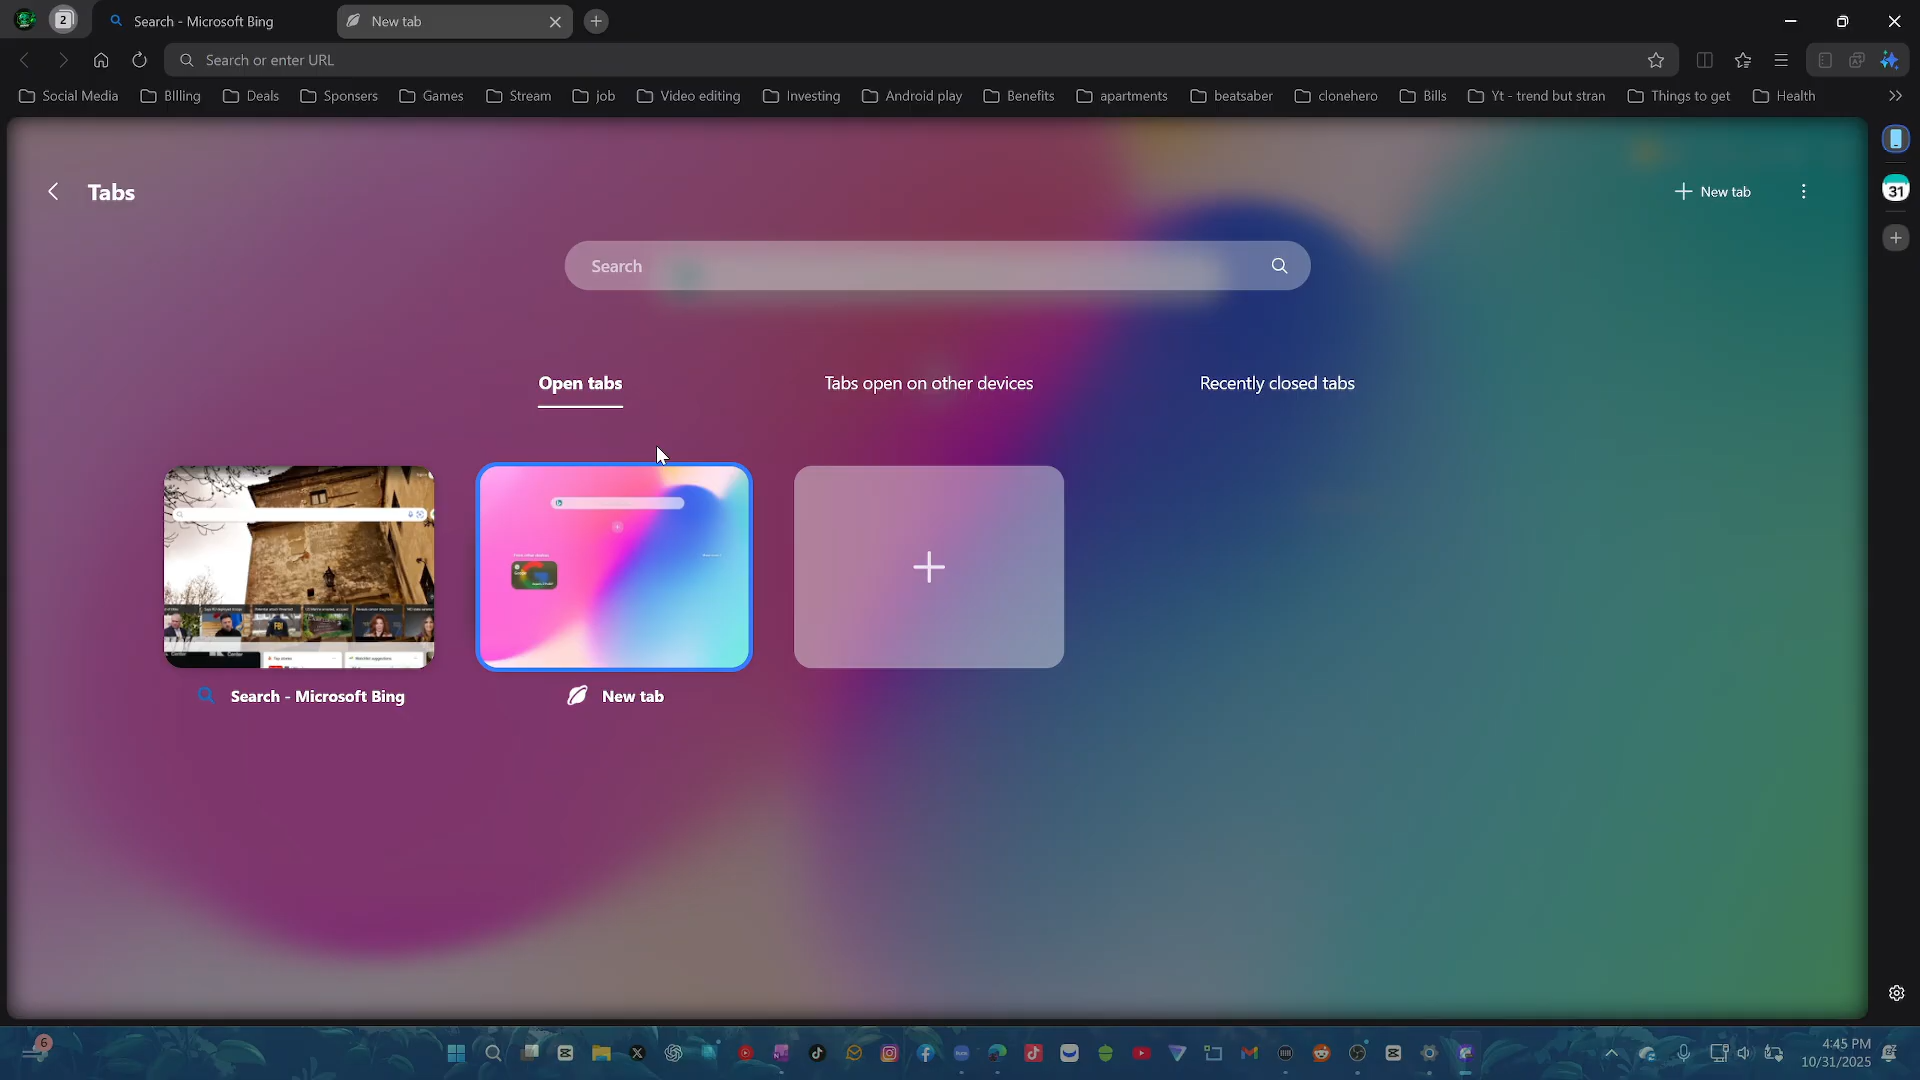 2
Search - Microsoft Bing
New tab
Search or enter URL
Social Media
BIlling
Deals
Sponsers
Games
Stream
job
Video editing
Investing
Android play
Benefits
apartments
beatsaber
clonehero
Bills
Yt - trend but stran
Things to get
Health
31
Tabs
New tab
Search
Open tabs
Tabs open on other devices
Recently closed tabs
FBI
Search - Microsoft Bing
New tab
6
4:45 PM
10/31/2025